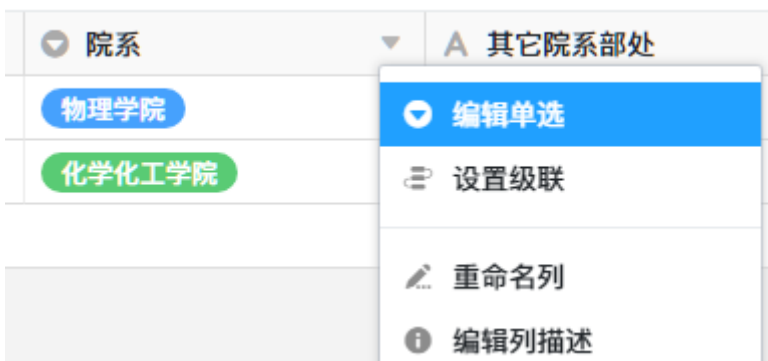 院系
A 其它院系部处
物理学院
编辑单选
化学化工学院
设置级联
重命名列
编辑列描述